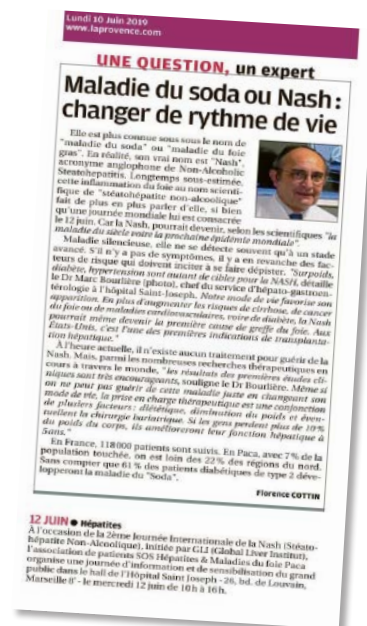 Lundi 10 Juin 2019
www.laprovence.com
UNE QUESTION, un expert
Maladie du soda ou Nash :
changer de rythme de vie
Elle est plus connue sous sous le nom de
"maladie du soda" ou "maladie du foie
gras". En réalité, son vrai nom est "Nash",
acronyme anglophone de Non-Alcoholic
Steatohepatitis. Longtemps sous-estimée,
cette inflammation du foie au nom scienti-
fique de "stéatohépatite non-alcoolique"
fait de plus en plus parler d'elle, si bien
qu'une journée mondiale lui est consacrée
le 12 juin. Car la Nash, pourrait devenir, selon les scientifiques "la
maladie du siècle voire la prochaine épidémie mondiale".
Maladie silencieuse, elle ne se détecte souvent qu'à un stade
avancé. S'il n'y a pas de symptômes, il y a en revanche des fac-
teurs de risque qui doivent inciter à se faire dépister. "Surpoids,
diabète, hypertension sont autant de cibles pour la NASH, détaille
le Dr Marc Bourlière (photo), chef du service d'hépato-gastroen-
térologie à l'hôpital Saint-Joseph. Notre mode de vie favorise son
apparition. En plus d'augmenter les risques de cirrhose, de cancer
du foie ou de maladies cardiovasculaires, voire de diabète, la Nash
pourrait même devenir la première cause de greffe du foie. Aux
États-Unis, c'est l'une des premières indications de transplanta-
tion hépatique."
À l'heure actuelle, il n'existe aucun traitement pour guérir de la
Nash. Mais, parmi les nombreuses recherches thérapeutiques en
cours à travers le monde, "les résultats des premières études cli-
niques sont très encourageants, souligne le Dr Bourlière. Même si
on ne peut pas guérir de cette maladie juste en changeant son
mode de vie, la prise en charge thérapeutique est une conjonction
de plusiers facteurs : diététique, diminution du poids et éven-
tuellent la chirurgie bariatrique. Si les gens perdent plus de 10 %
du poids du corps, ils amélioreront leur fonction hépatique à
5 ans."
En France, 118 000 patients sont suivis. En Paca, avec 7 % de la
population touchée, on est loin des 22 % des régions du nord.
Sans compter que 61 % des patients diabétiques de type 2 déve-
lopperont la maladie du "Soda".
Florence COTTIN
12 JUIN ● Hépatites
À l'occasion de la 2ème Journée Internationale de la Nash (Stéato-
hépatite Non-Alcoolique), initiée par GLI (Global Liver Institut),
l'association de patients SOS Hépatites & Maladies du foie Paca
organise une journée d'information et de sensibilisation du grand
public dans le hall de l'Hôpital Saint Joseph - 26, bd. de Louvain,
Marseille 8e - le mercredi 12 juin de 10h à 16h.